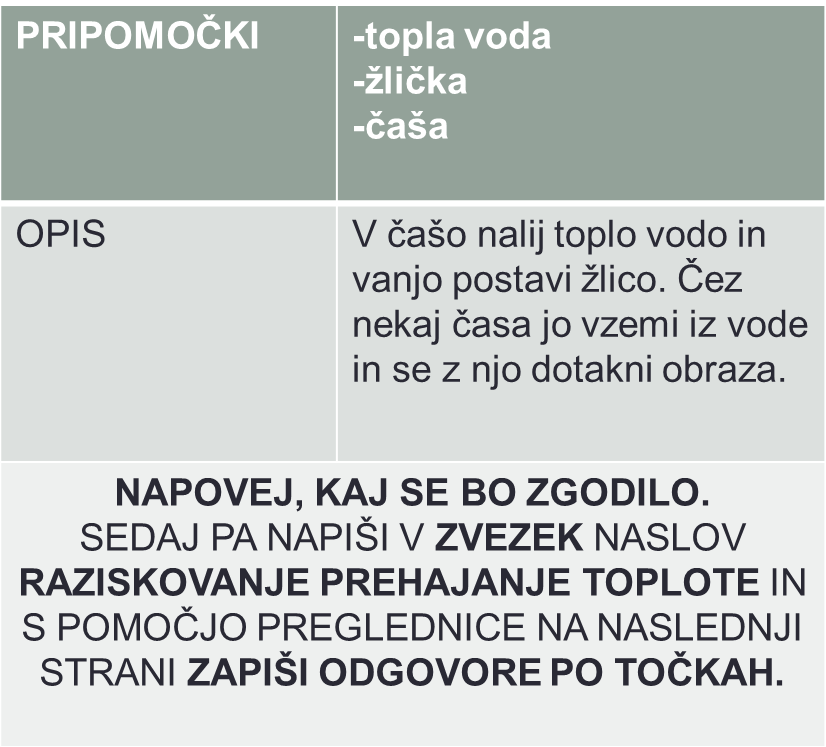 PRIPOMOČKI
-topla voda
-žlička
-čaša
OPIS
V čašo nalij toplo vodo in
vanjo postavi žlico. Čez
nekaj časa jo vzemi iz vode
in se z njo dotakni obraza.
NAPOVEJ, KAJ SE BO ZGODILO.
SEDAJ PA NAPIŠI V ZVEZEK NASLOV
RAZISKOVANJE PREHAJANJE TOPLOTE IN
S POMOČJO PREGLEDNICE NA NASLEDNJI
STRANI ZAPIŠI ODGOVORE PO TOČKAH.